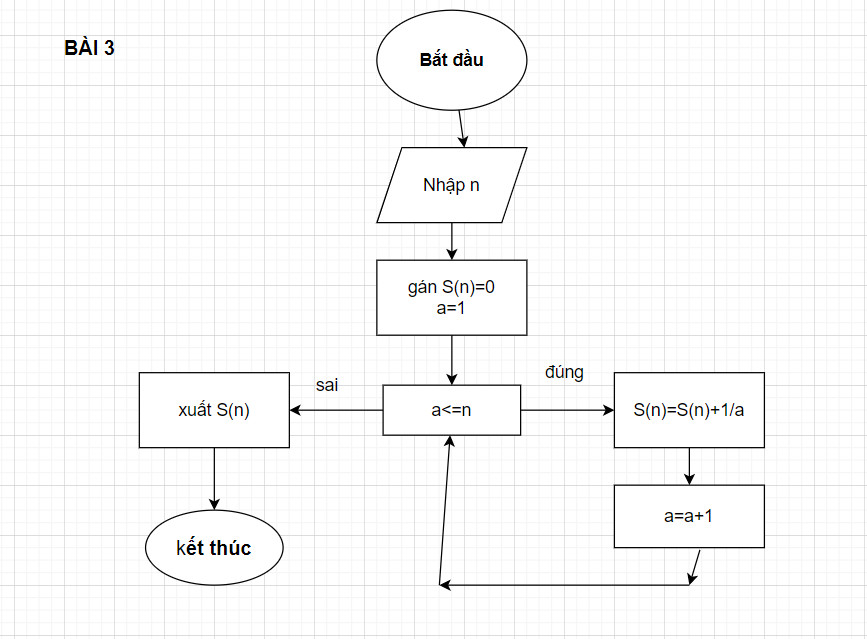 BÀI 3
Bắt đầu
Nhập n
gán S(n)=0
a=1
sai
đúng
xuất S(n)
a<=n
S(n)=S(n)+1/a
a=a+1
kết thúc